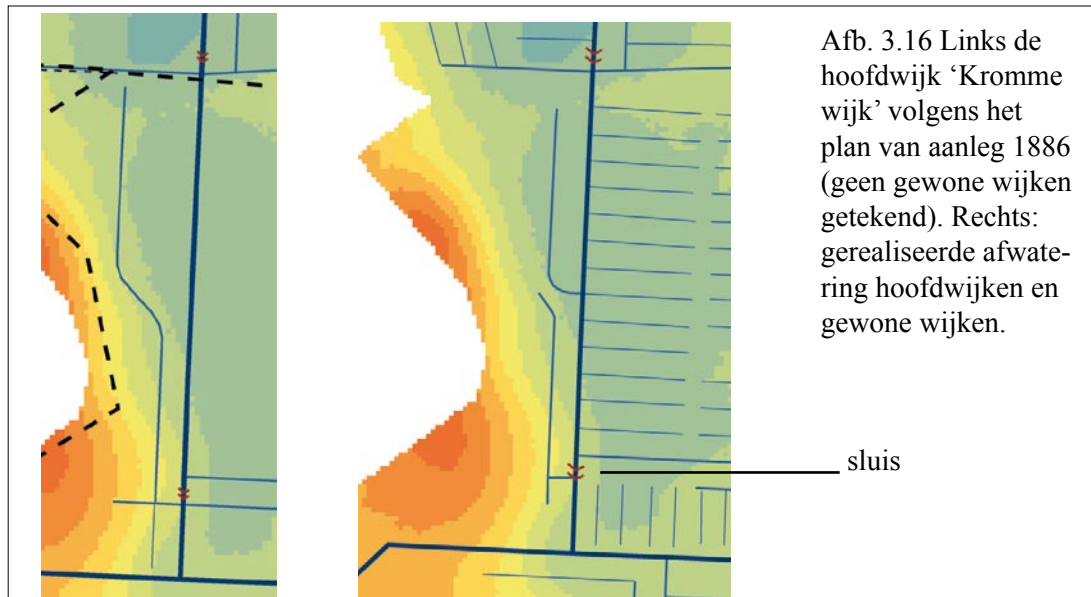 Afb. 3.16 Links de
hoofdwijk ‘Kromme
wijk’ volgens het
plan van aanleg 1886
(geen gewone wijken
getekend). Rechts:
gerealiseerde afwate-
ring hoofdwijken en
gewone wijken.
sluis